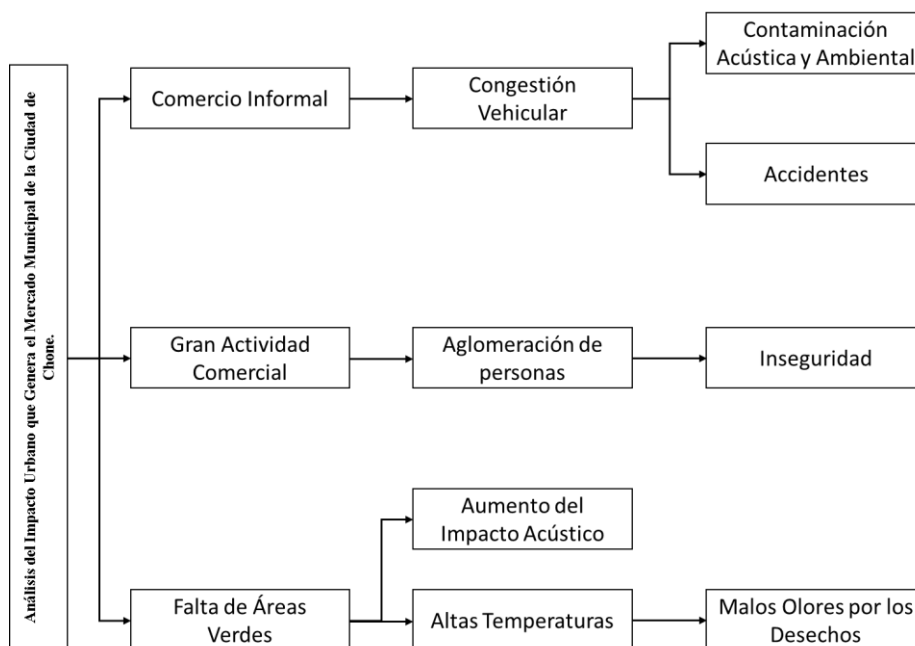 Análisis del Impacto Urbano que Genera el Mercado Municipal de la Ciudad de
Chone.
Comercio Informal
Congestión
Vehicular
Contaminación
Acústica y Ambiental
Accidentes
Gran Actividad
Comercial
Aglomeración de
personas
Inseguridad
Falta de Áreas
Verdes
Aumento del
Impacto Acústico
Altas Temperaturas
Malos Olores por los
Desechos